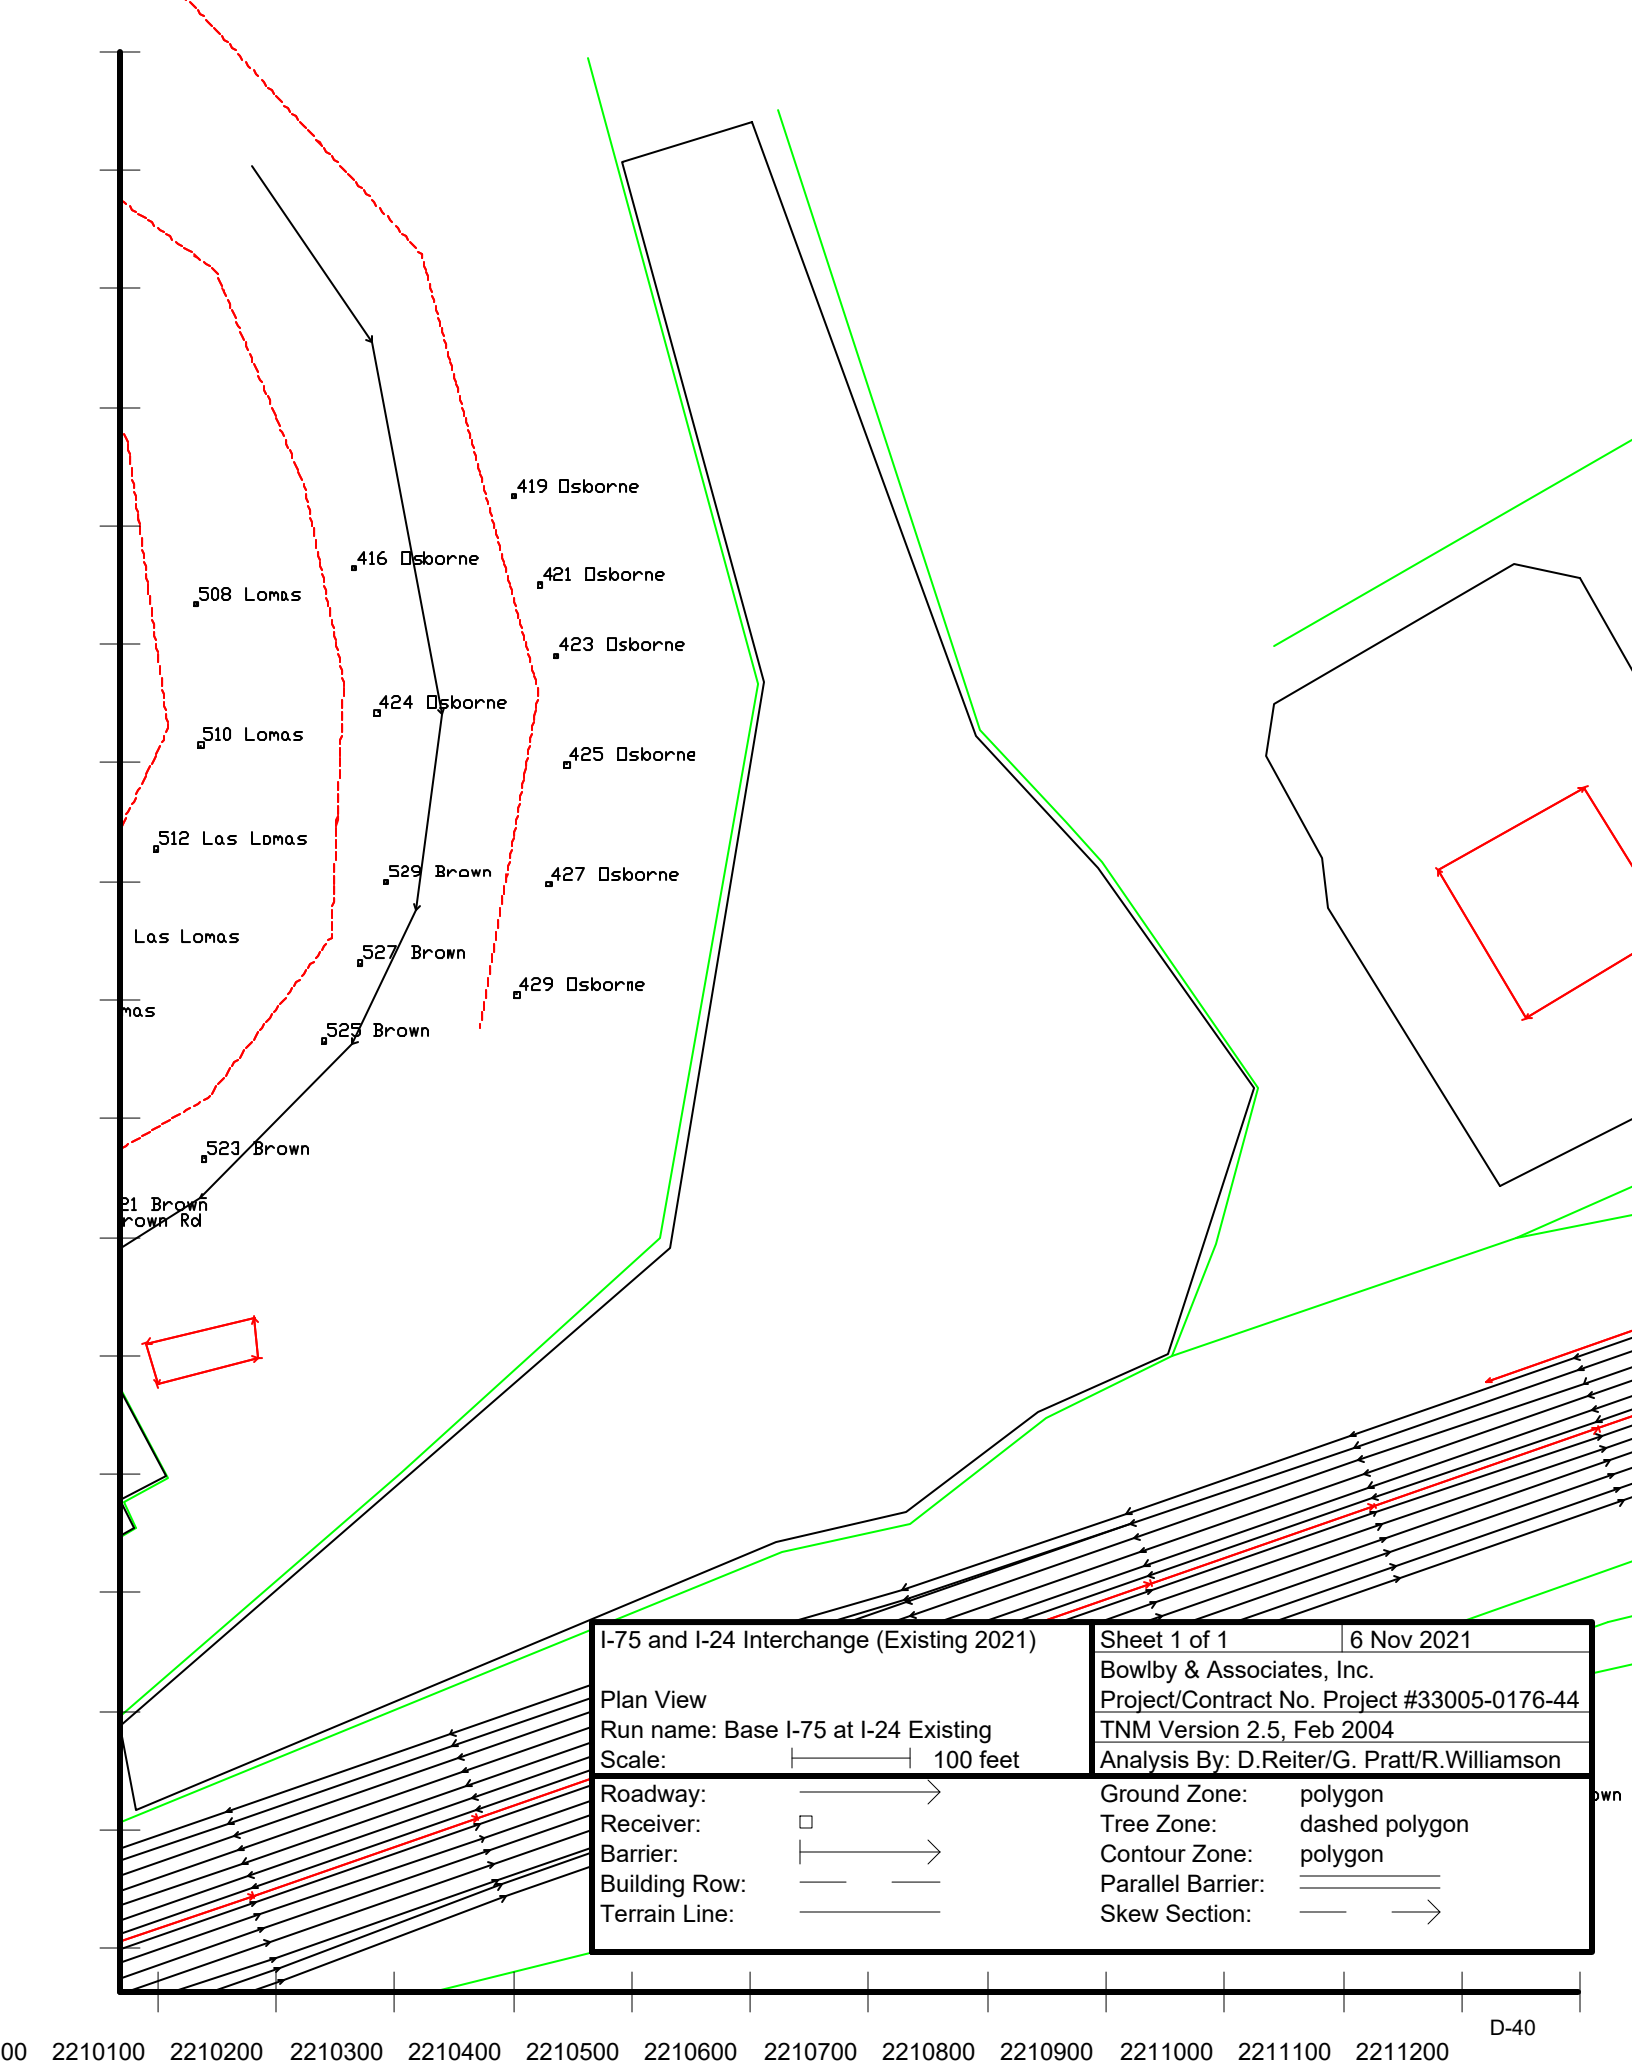 419 Osborne
416 Osborne
421 Osborne
508 Lomas
423 Osborne
424 Osborne
510 Lomas
425 Osborne
512 Las Lomas
529 Brown
427 Osborne
Las Lomas
527 Brown
429 Osborne
mas
525 Brown
523 Brown
21 Brown
rown Rd
I-75 and I-24 Interchange (Existing 2021)
Sheet 1 of 1
6 Nov 2021
Bowlby & Associates, Inc.
Plan View
Project/Contract No. Project #33005-0176-44
Run name: Base I-75 at I-24 Existing
TNM Version 2.5, Feb 2004
Scale: 100 feet
Analysis By: D.Reiter/G. Pratt/R.Williamson
Roadway:
Ground Zone: polygon
own
Receiver:
Tree Zone: dashed polygon
Barrier:
Contour Zone: polygon
Building Row:
Parallel Barrier:
Terrain Line:
Skew Section:
D-40
00 2210100 2210200 2210300 2210400 2210500 2210600 2210700 2210800 2210900 2211000 2211100 2211200